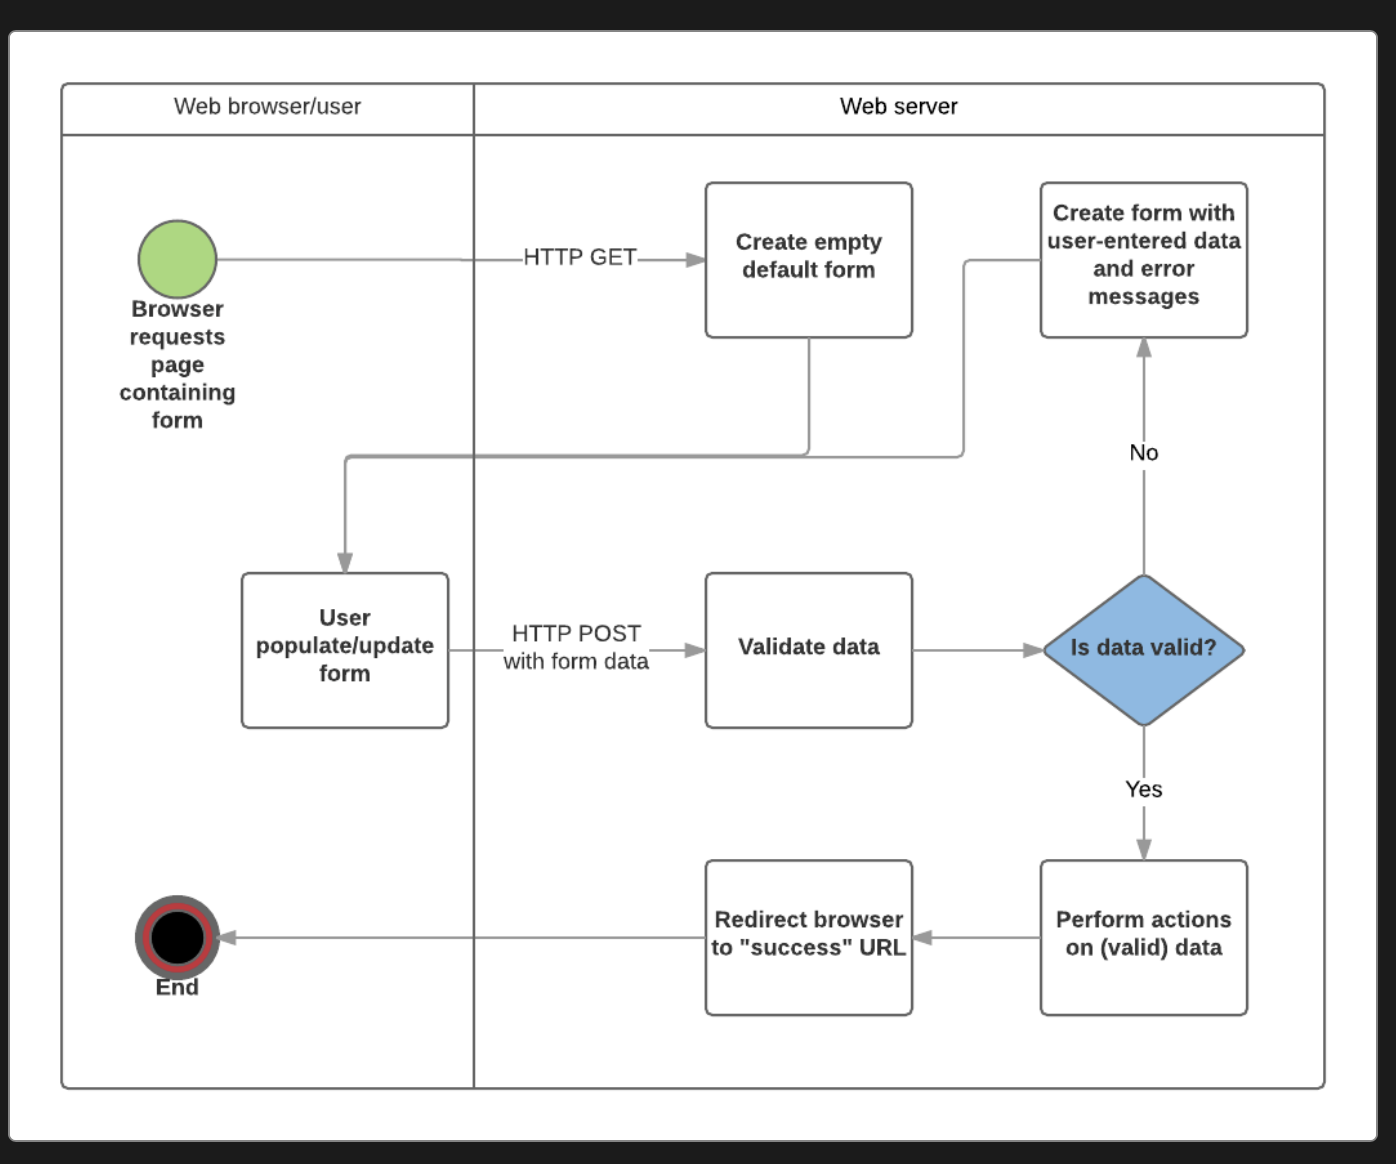 Web browser/user
Web server
Browser
requests
page
containing
form
HTTP GET
Create empty
default form
Create form with
user-entered data
and error
messages
No
User
populate/update
form
HTTP POST
with form data
Validate data
Is data valid?
Yes
Perform actions
on (valid) data
Redirect browser
to "success" URL
End